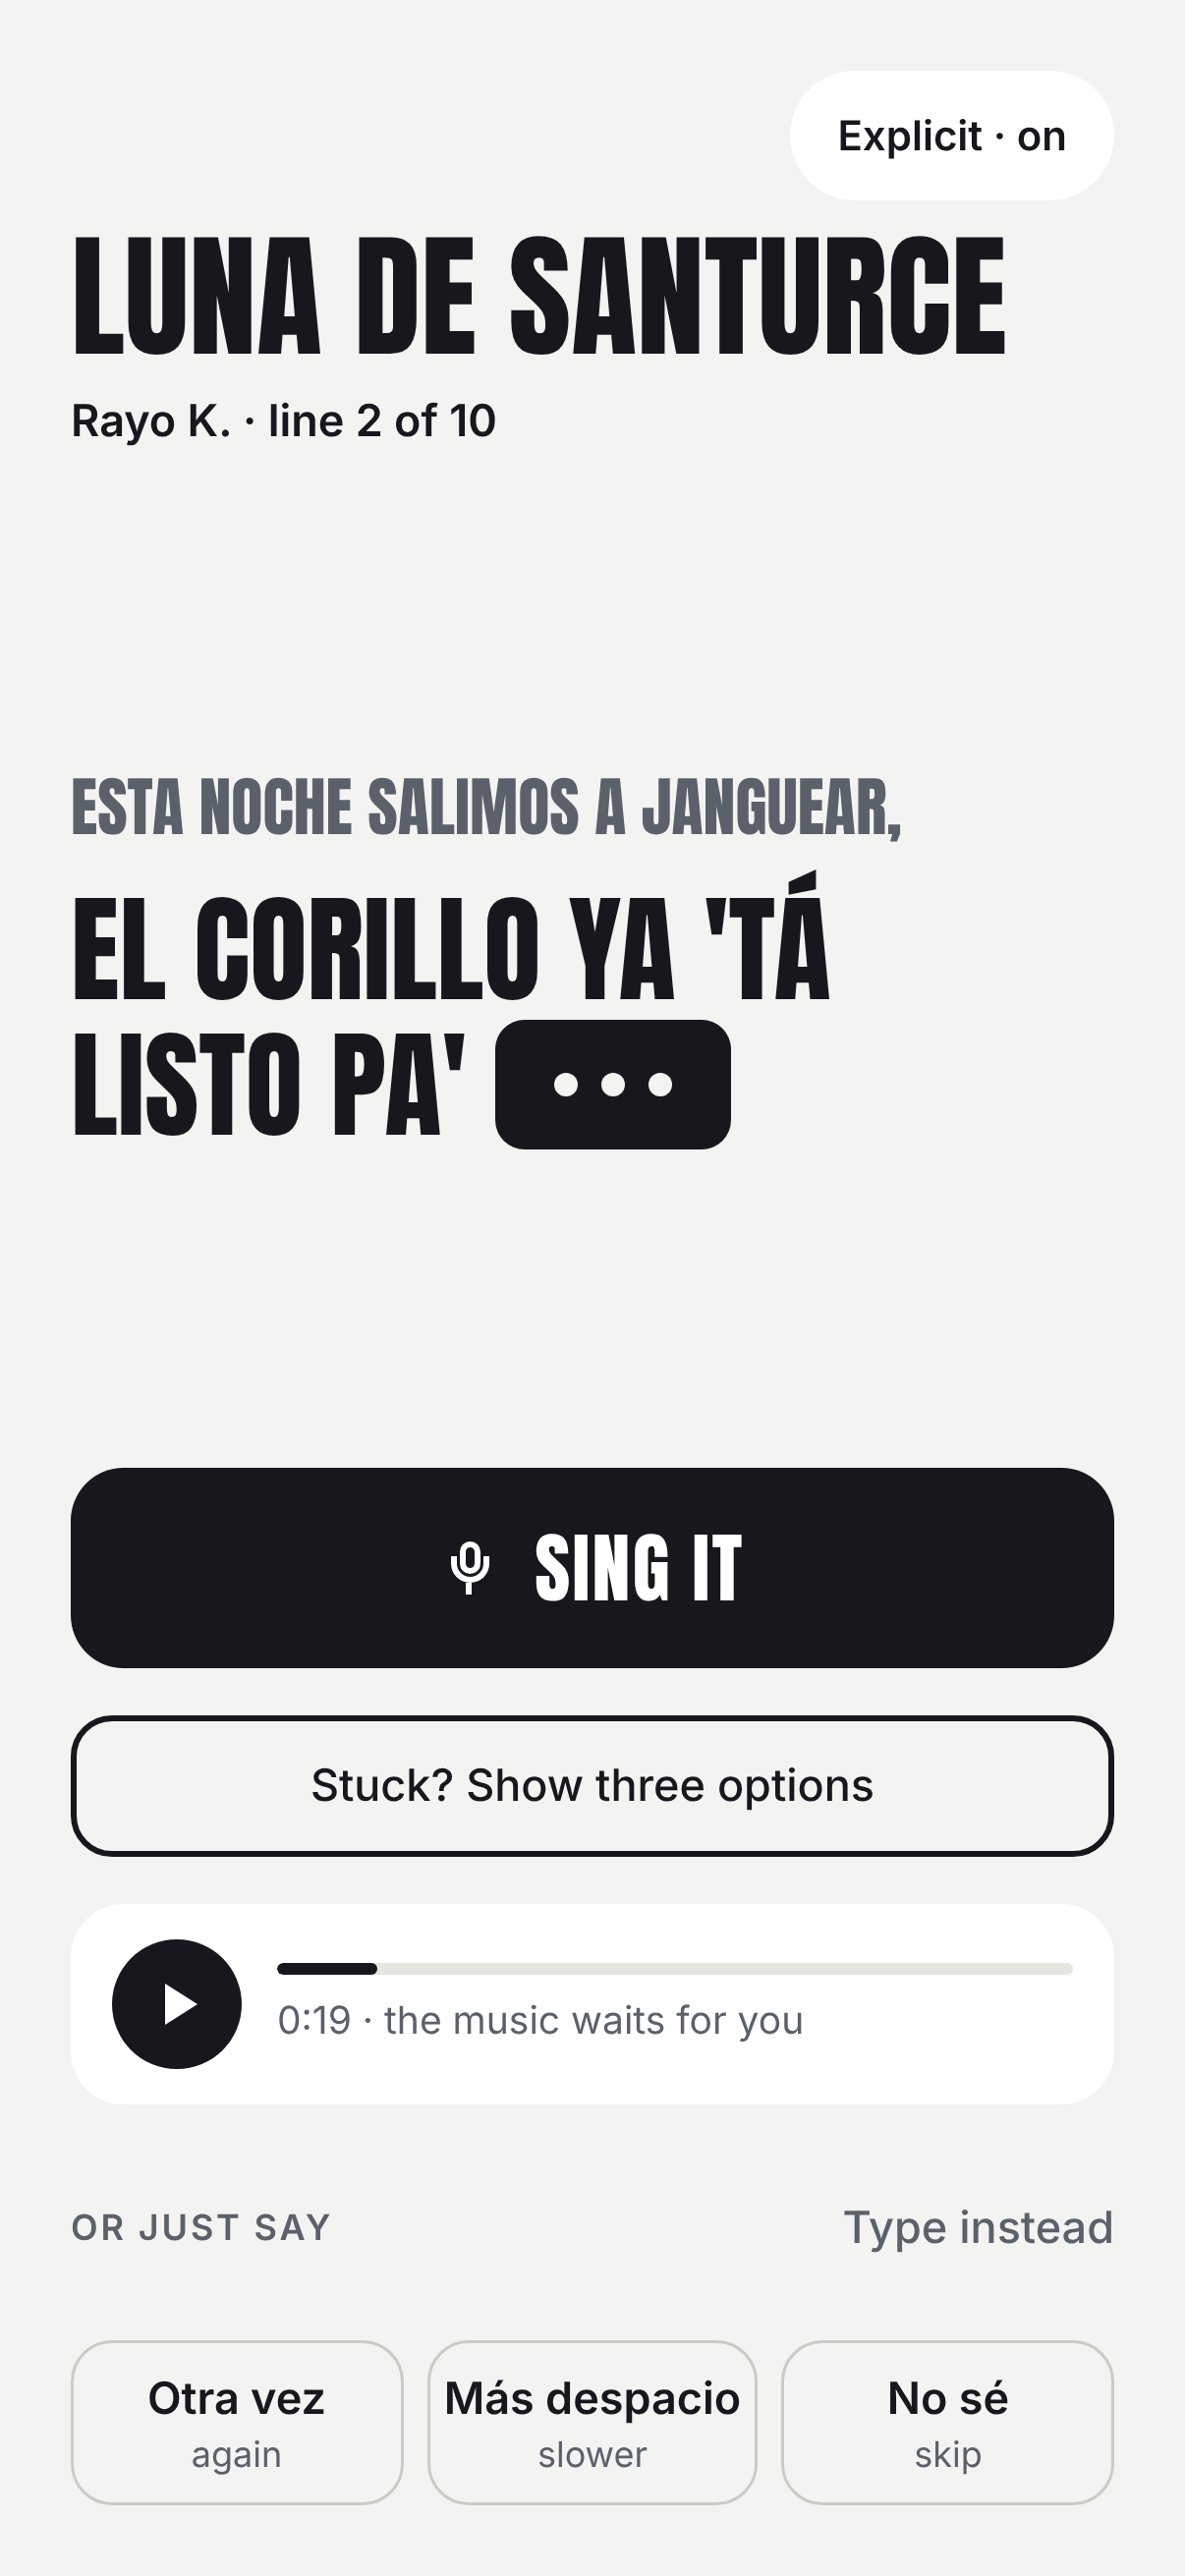 Explicit · on
LUNA DE SANTURCE
Rayo K. · line 2 of 10
ESTA NOCHE SALIMOS A JANGUEAR,
EL CORILLO YA 'TÁ
LISTO PA' •••
SING IT
Stuck? Show three options
0:19 · the music waits for you
OR JUST SAY
Type instead
Otra vez
again
Más despacio
slower
No sé
skip